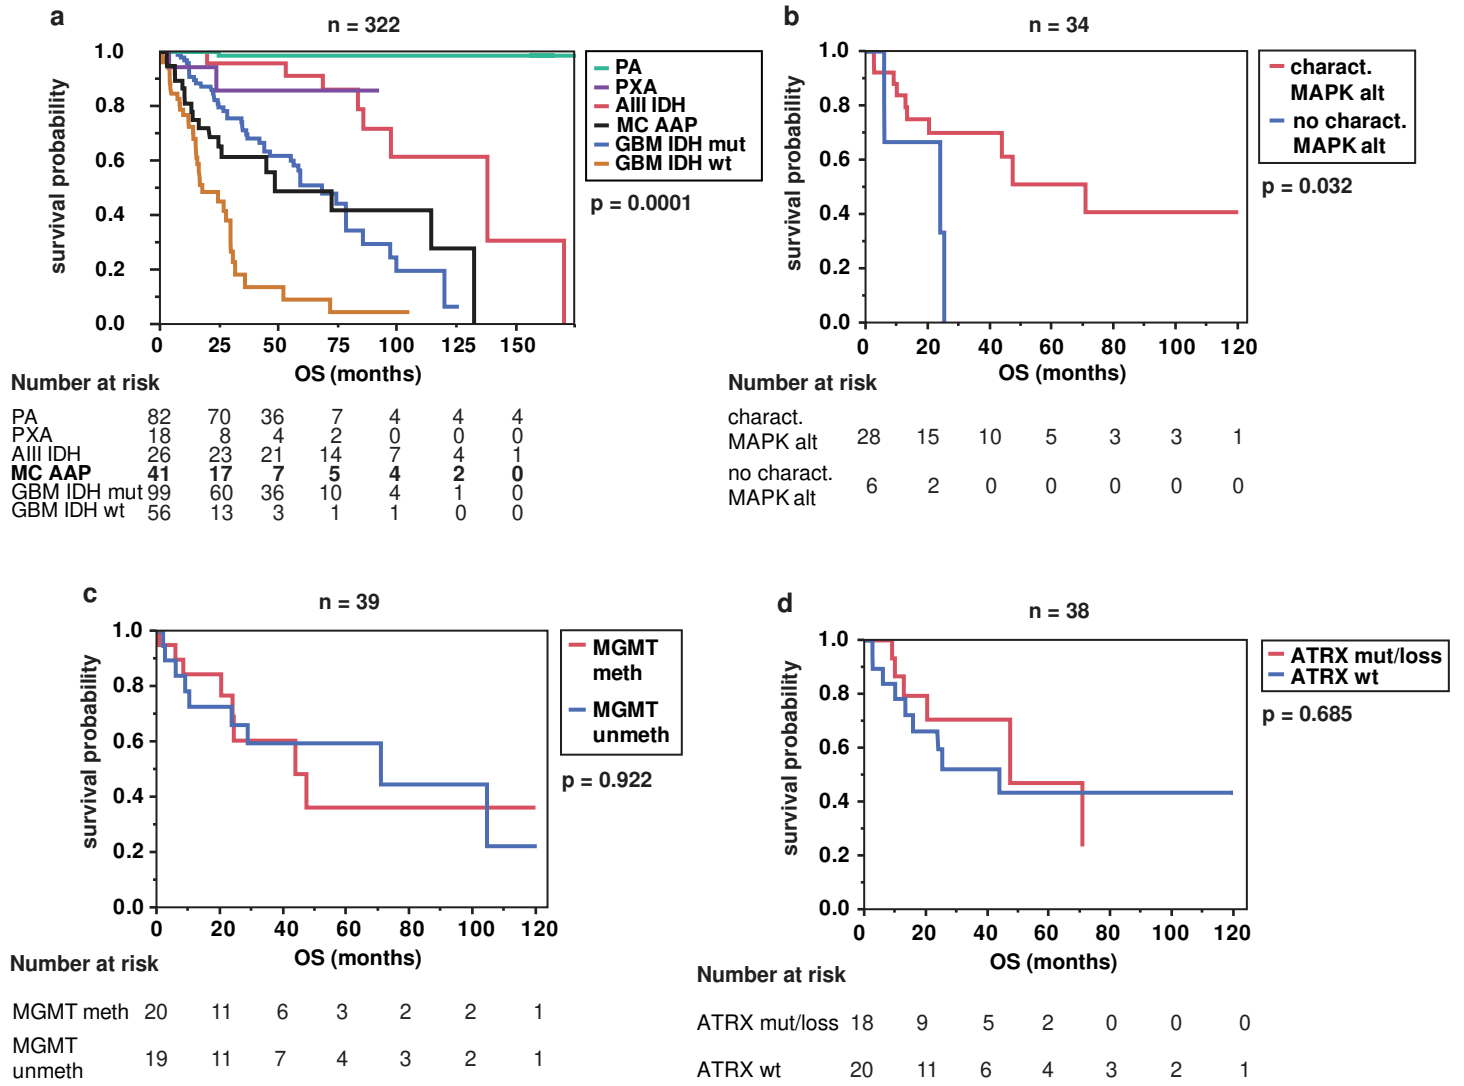 a
n = 322
1.0
0.8
0.6
0.4
0.2
0.0
survival probability
0 25 50 75 100 125 150
OS (months)
PA
PXA
AIII IDH
MC AAP
GBM IDH mut
GBM IDH wt
p = 0.0001
Number at risk
PA 82 70 36 7 4 4 4
PXA 18 8 4 2 0 0 0
AIII IDH 26 23 21 14 7 4 1
MC AAP 41 17 7 5 4 2 0
GBM IDH mut 99 60 36 10 4 1 0
GBM IDH wt 56 13 3 1 1 0 0
b
n = 34
1.0
0.8
0.6
0.4
0.2
0.0
survival probability
0 20 40 60 80 100 120
OS (months)
charact.
MAPK alt
no charact.
MAPK alt
p = 0.032
Number at risk
charact.
MAPK alt 28 15 10 5 3 3 1
no charact.
MAPK alt 6 2 0 0 0 0 0
c
n = 39
1.0
0.8
0.6
0.4
0.2
0.0
survival probability
0 20 40 60 80 100 120
OS (months)
MGMT
meth
MGMT
unmeth
p = 0.922
Number at risk
MGMT meth 20 11 6 3 2 2 1
MGMT
unmeth 19 11 7 4 3 2 1
d
n = 38
1.0
0.8
0.6
0.4
0.2
0.0
survival probability
0 20 40 60 80 100 120
OS (months)
ATRX mut/loss
ATRX wt
p = 0.685
Number at risk
ATRX mut/loss 18 9 5 2 0 0 0
ATRX wt 20 11 6 4 3 2 1